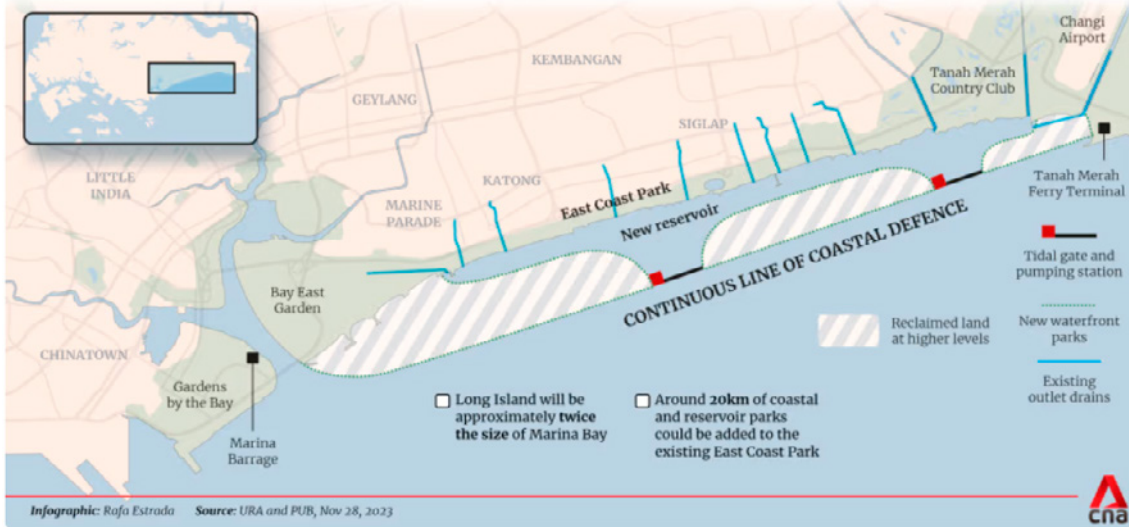 Changi
Airport
KEMBANGAN
Tanah Merah
Country Club
GEYLANG
SIGLAP
LITTLE
INDIA
KATONG
MARINE
PARADE
East Coast Park
New reservoir
Tanah Merah
Ferry Terminal
CONTINUOUS LINE OF COASTAL DEFENCE
Tidal gate and
pumping station
Bay East
Garden
Reclaimed land
at higher levels
New waterfront
parks
CHINATOWN
Gardens
by the Bay
Existing
outlet drains
Marina
Barrage
Long Island will be
approximately twice
the size of Marina Bay
Around 20km of coastal
and reservoir parks
could be added to the
existing East Coast Park
Infographic: Rafa Estrada Source: URA and PUB, Nov 28, 2023
cna